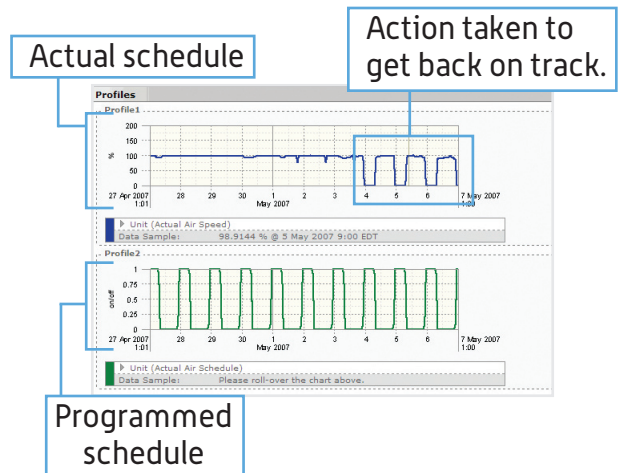 Actual schedule
Action taken to
get back on track.
Profiles
Profile1
200
150
100
50
0
%
27 Apr 2007
1:01
28
29
30
1
2
3
4
5
6
7 May 2007
1:00
May 2007
Unit (Actual Air Speed)
Data Sample: 98.9144 % @ 5 May 2007 9:00 EDT
Profile2
1
0.75
0.5
0.25
0
on/off
27 Apr 2007
1:01
28
29
30
1
2
3
4
5
6
7 May 2007
1:00
May 2007
Unit (Actual Air Schedule)
Data Sample: Please roll-over the chart above.
Programmed
schedule